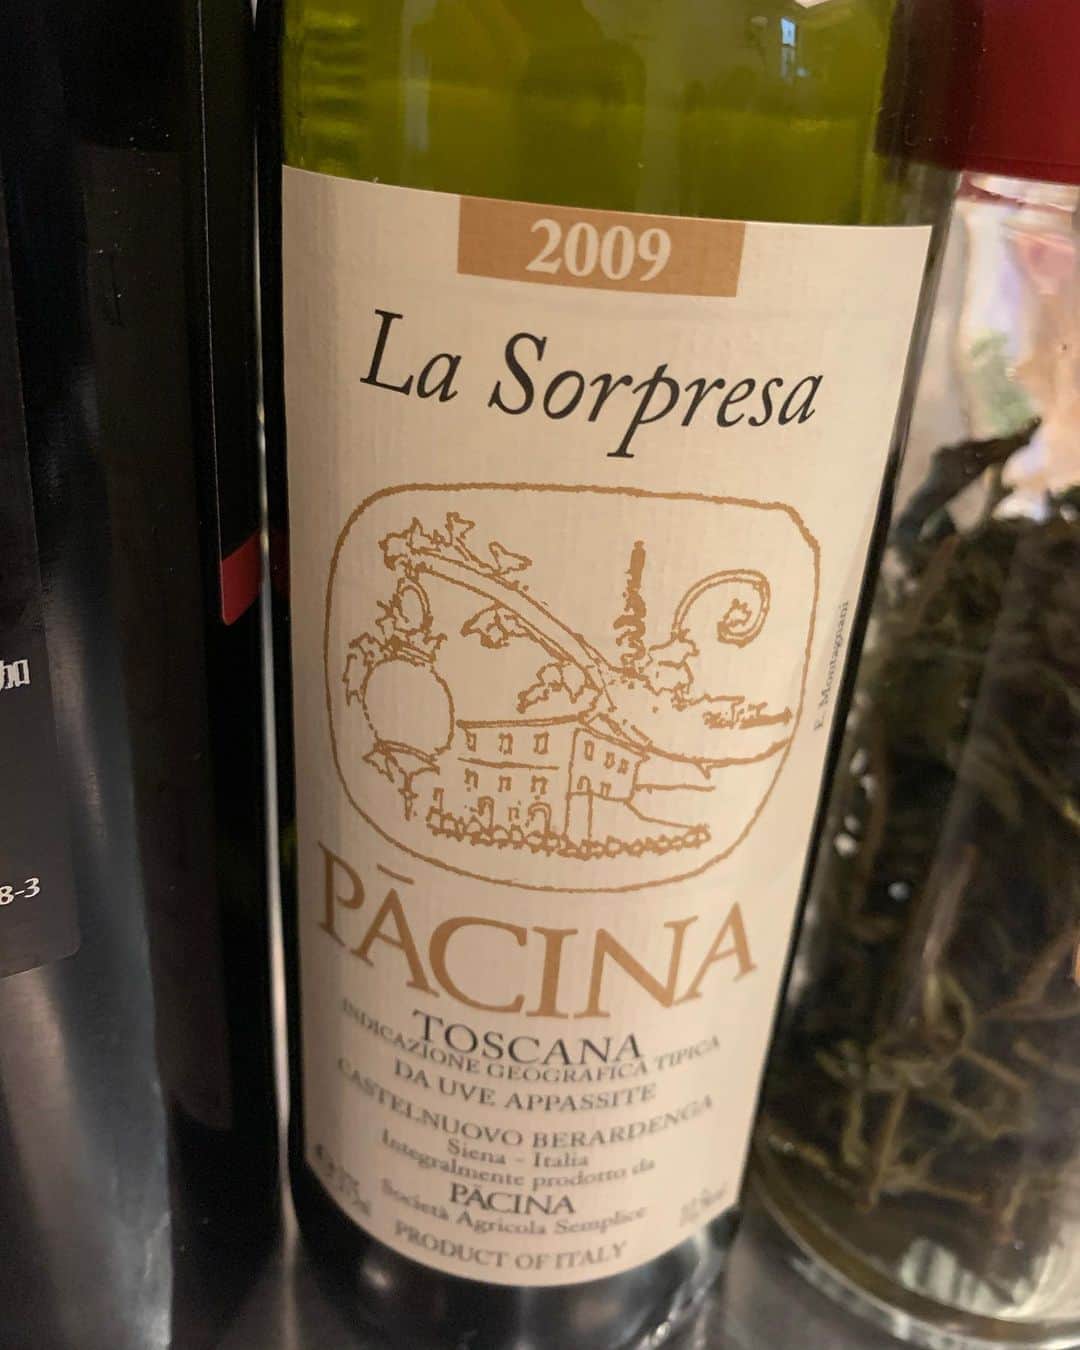 2009
La Sorpresa
E. Montagnani
PĀCINA
TOSCANA
INDICAZIONE GEOGRAFICA TIPICA
DA UVE APPASSITE
CASTELNUOVO BERARDENGA
Siena - Italia
Integralmente prodotto da
PĀCINA
Società Agricola Semplice
PRODUCT OF ITALY
8-3